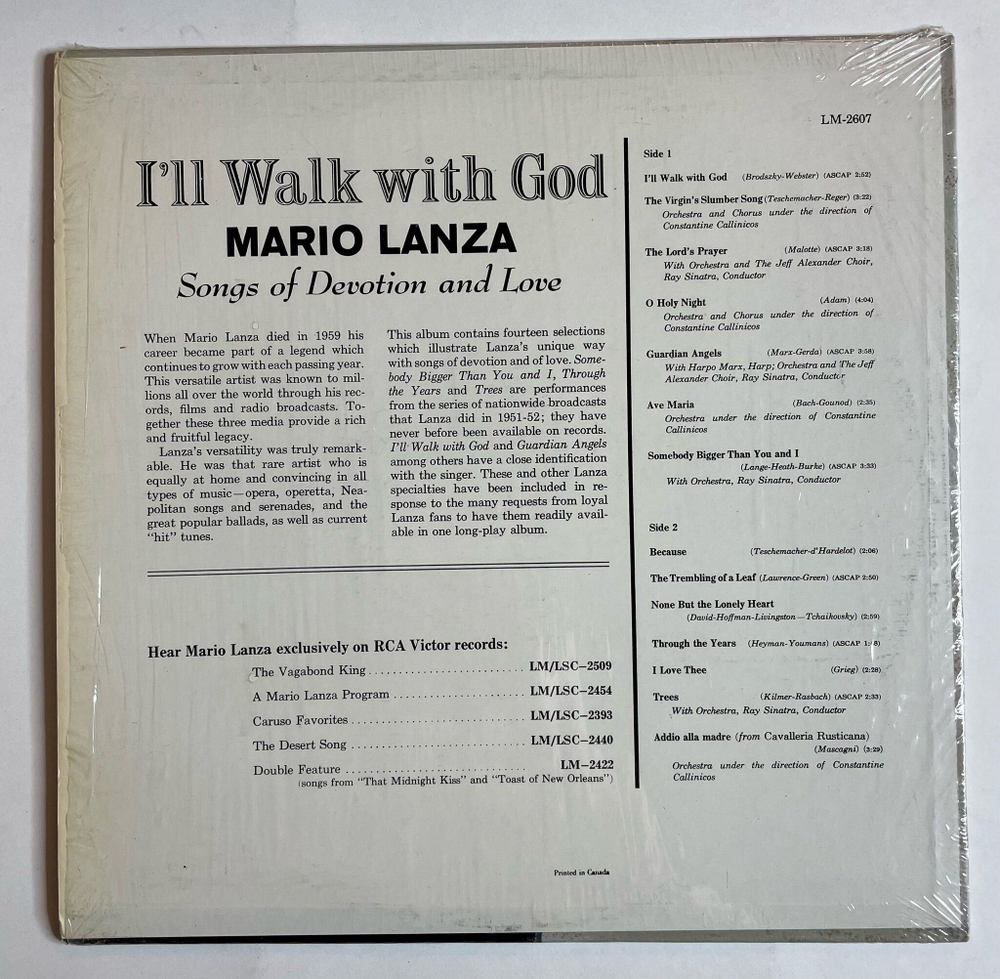 LM-2607
I'll Walk with God
MARIO LANZA
Songs of Devotion and Love
When Mario Lanza died in 1959 his
career became part of a legend which
continues to grow with each passing year.
This versatile artist was known to mil-
lions all over the world through his rec-
ords, films and radio broadcasts. To-
gether these three media provide a rich
and fruitful legacy.
Lanza's versatility was truly remark-
able. He was that rare artist who is
equally at home and convincing in all
types of music—opera, operetta, Nea-
politan songs and serenades, and the
great popular ballads, as well as current
"hit" tunes.
This album contains fourteen selections
which illustrate Lanza's unique way
with songs of devotion and of love. Some-
body Bigger Than You and I, Through
the Years and Trees are performances
from the series of nationwide broadcasts
that Lanza did in 1951-52; they have
never before been available on records.
I'll Walk with God and Guardian Angels
among others have a close identification
with the singer. These and other Lanza
specialties have been included in re-
sponse to the many requests from loyal
Lanza fans to have them readily avail-
able in one long-play album.
Hear Mario Lanza exclusively on RCA Victor records:
The Vagabond King . . . . . . . . . . . . . . . . . . . . . . . LM/LSC-2509
A Mario Lanza Program . . . . . . . . . . . . . . . . . . . LM/LSC-2454
Caruso Favorites . . . . . . . . . . . . . . . . . . . . . . . . . LM/LSC-2393
The Desert Song . . . . . . . . . . . . . . . . . . . . . . . . . LM/LSC-2440
Double Feature . . . . . . . . . . . . . . . . . . . . . . LM-2422
(songs from "That Midnight Kiss" and "Toast of New Orleans")
Printed in Canada
Side 1
I'll Walk with God (Brodszky-Webster) (ASCAP 2:52)
The Virgin's Slumber Song (Teschemacher-Reger) (3:22)
Orchestra and Chorus under the direction of
Constantine Callinicos
The Lord's Prayer (Malotte) (ASCAP 3:18)
With Orchestra and The Jeff Alexander Choir,
Ray Sinatra, Conductor
O Holy Night (Adam) (4:04)
Orchestra and Chorus under the direction of
Constantine Callinicos
Guardian Angels (Marx-Gerda) (ASCAP 3:58)
With Harpo Marx, Harp; Orchestra and The Jeff
Alexander Choir, Ray Sinatra, Conductor
Ave Maria (Bach-Gounod) (2:35)
Orchestra under the direction of Constantine
Callinicos
Somebody Bigger Than You and I
(Lange-Heath-Burke) (ASCAP 3:33)
With Orchestra, Ray Sinatra, Conductor
Side 2
Because (Teschemacher-d'Hardelot) (2:06)
The Trembling of a Leaf (Lawrence-Green) (ASCAP 2:50)
None But the Lonely Heart
(David-Hoffman-Livingston—Tchaikovsky) (2:59)
Through the Years (Heyman-Youmans) (ASCAP
I Love Thee (Grieg) (2:28)
Trees (Kilmer-Rasbach) (ASCAP 2:33)
With Orchestra, Ray Sinatra, Conductor
Addio alla madre (from Cavalleria Rusticana)
(Mascagni) (3:29)
Orchestra under the direction of Constantine
Callinicos